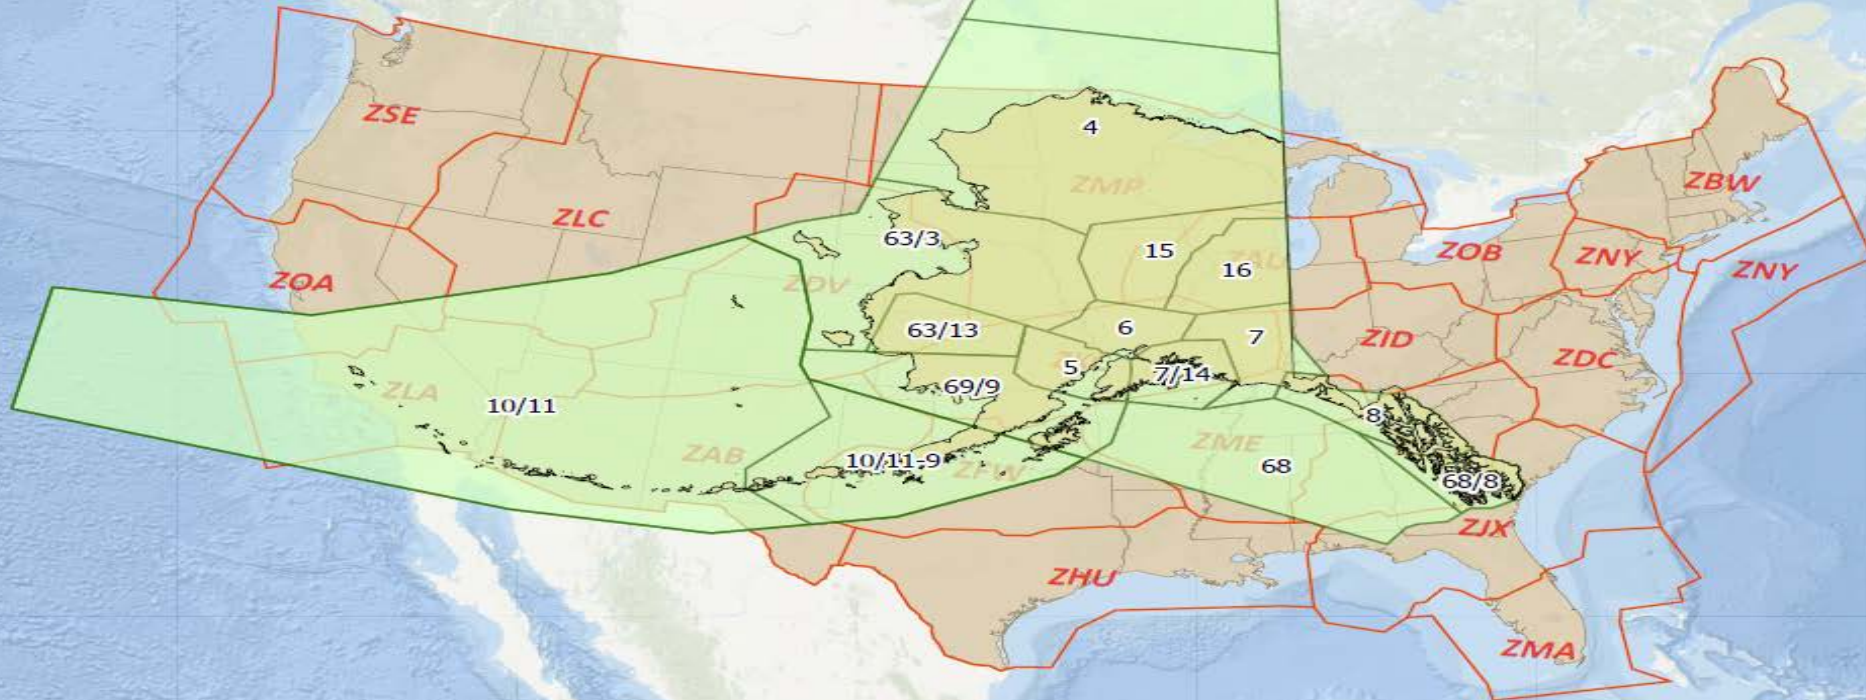 4
ZSE
ZMP
ZBW
ZLC
63/3
15
16
AU
ZOB
ZNY
ZNY
ZOA
ZDV
63/13
6
7
ZID
ZDC
5
7/14
69/9
ZLA
10/11
8
ZAB
10/11-9
ZFW
ZME
68
68/8
ZJX
ZHU
ZMA